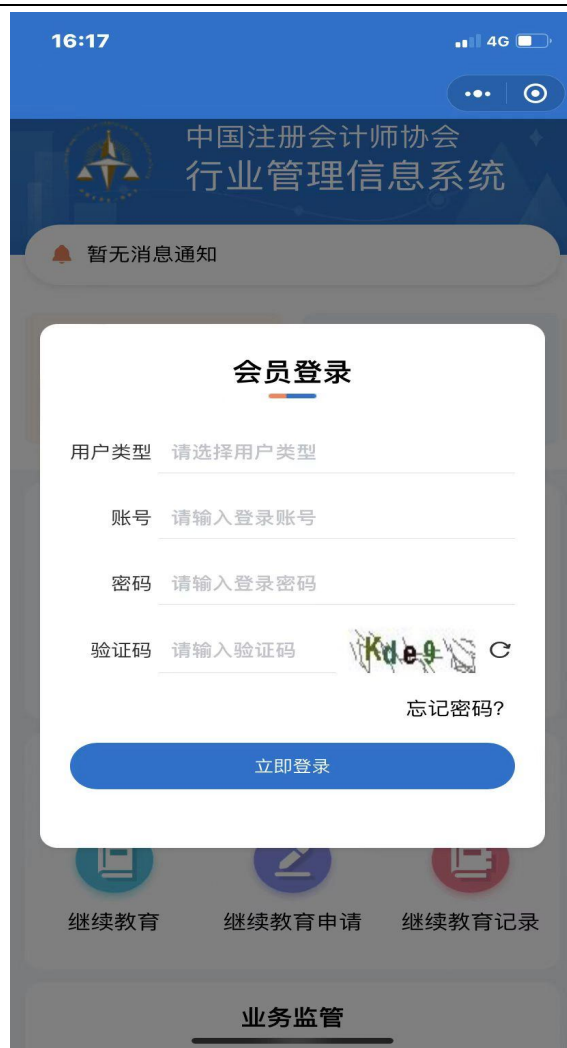 16:17
4G
中国注册会计师协会
行业管理信息系统
暂无消息通知
会员登录
用户类型 请选择用户类型
账号 请输入登录账号
密码 请输入登录密码
验证码 请输入验证码 Kde9
忘记密码?
立即登录
继续教育 继续教育申请 继续教育记录
业务监管